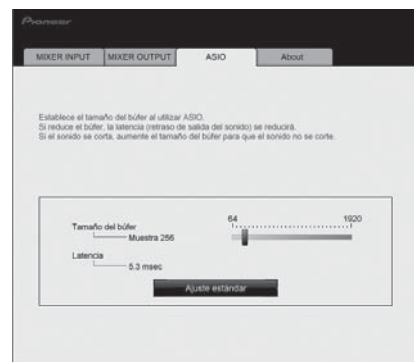 Pioneer
MIXER INPUT MIXER OUTPUT ASIO About
Establece el tamaño del búfer al utilizar ASIO.
Si reduce el búfer, la latencia (retraso de salida del sonido) se reducirá.
Si el sonido se corta, aumente el tamaño del búfer para que el sonido no se corte.
64 1920
Tamaño del búfer
Muestra 256
Latencia
5.3 msec
Ajuste estándar